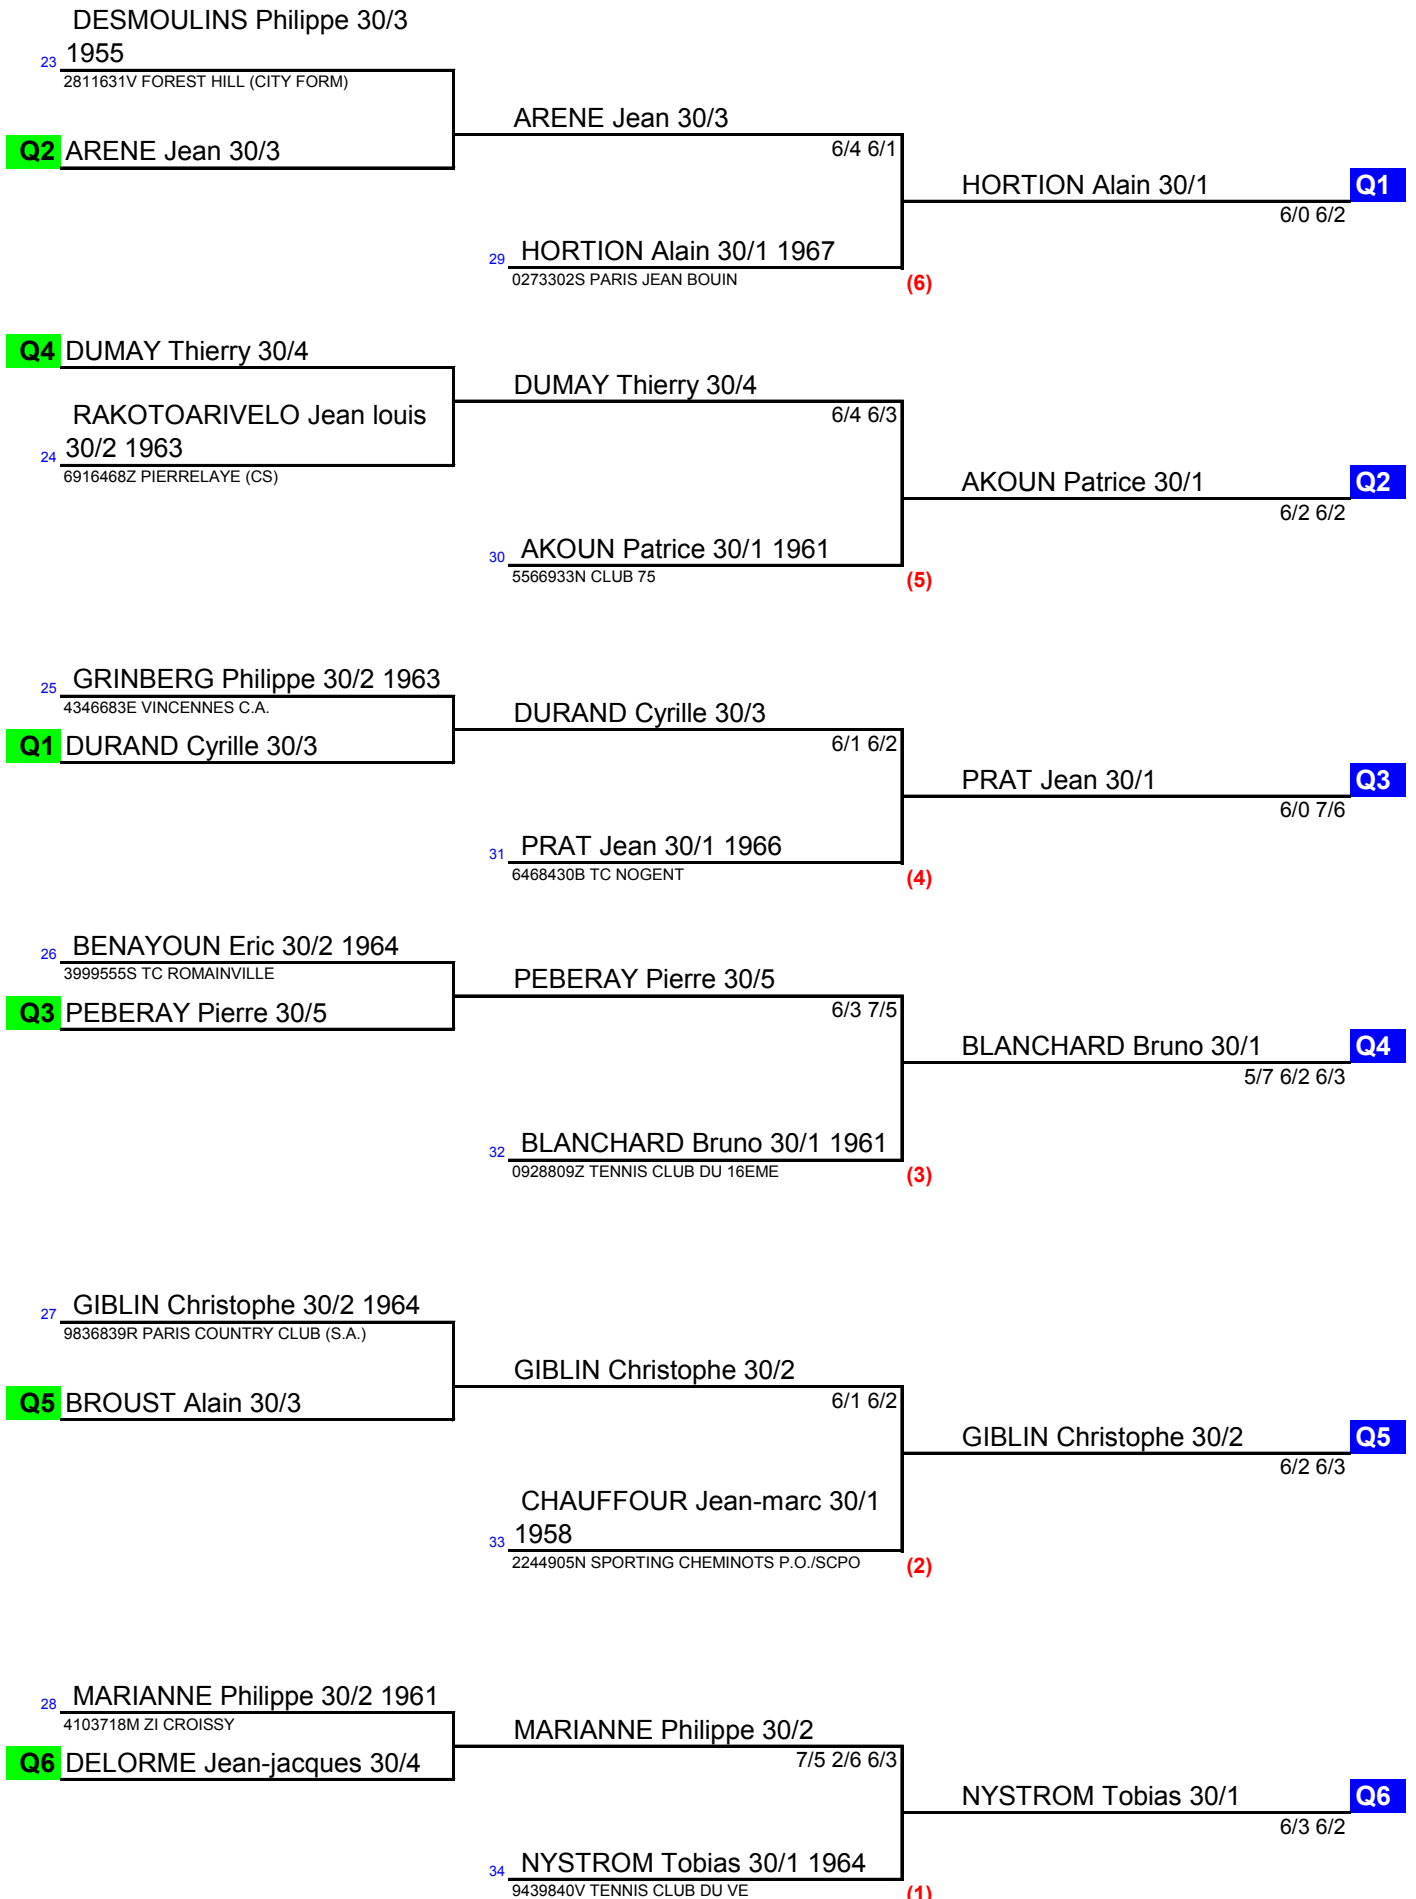 DESMOULINS Philippe 30/3
23 1955
2811631V FOREST HILL (CITY FORM)
ARENE Jean 30/3
Q2 ARENE Jean 30/3
6/4 6/1
HORTION Alain 30/1 Q1
6/0 6/2
29 HORTION Alain 30/1 1967
0273302S PARIS JEAN BOUIN
(6)
Q4 DUMAY Thierry 30/4
DUMAY Thierry 30/4
6/4 6/3
RAKOTOARIVELO Jean louis
24 30/2 1963
6916468Z PIERRELAYE (CS)
AKOUN Patrice 30/1 Q2
6/2 6/2
30 AKOUN Patrice 30/1 1961
5566933N CLUB 75
(5)
25 GRINBERG Philippe 30/2 1963
4346683E VINCENNES C.A.
DURAND Cyrille 30/3
Q1 DURAND Cyrille 30/3
6/1 6/2
PRAT Jean 30/1 Q3
6/0 7/6
31 PRAT Jean 30/1 1966
6468430B TC NOGENT
(4)
26 BENAYOUN Eric 30/2 1964
3999555S TC ROMAINVILLE
PEBERAY Pierre 30/5
Q3 PEBERAY Pierre 30/5
6/3 7/5
BLANCHARD Bruno 30/1 Q4
5/7 6/2 6/3
32 BLANCHARD Bruno 30/1 1961
0928809Z TENNIS CLUB DU 16EME
(3)
27 GIBLIN Christophe 30/2 1964
9836839R PARIS COUNTRY CLUB (S.A.)
GIBLIN Christophe 30/2
Q5 BROUST Alain 30/3
6/1 6/2
GIBLIN Christophe 30/2 Q5
6/2 6/3
CHAUFFOUR Jean-marc 30/1
33 1958
2244905N SPORTING CHEMINOTS P.O./SCPO
(2)
28 MARIANNE Philippe 30/2 1961
4103718M ZI CROISSY
MARIANNE Philippe 30/2
Q6 DELORME Jean-jacques 30/4
7/5 2/6 6/3
NYSTROM Tobias 30/1 Q6
6/3 6/2
34 NYSTROM Tobias 30/1 1964
9439840V TENNIS CLUB DU VE
(1)